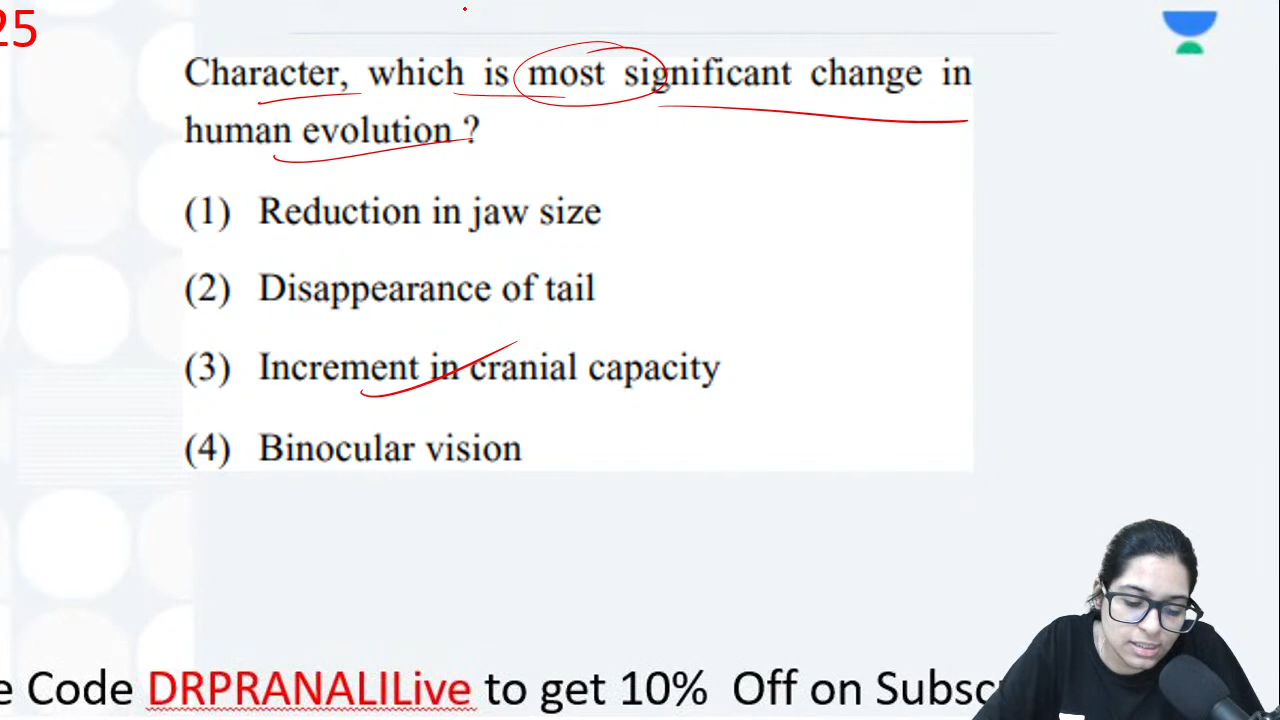 25
Character, which is most significant change in
human evolution ?
(1) Reduction in jaw size
(2) Disappearance of tail
(3) Increment in cranial capacity
(4) Binocular vision
e Code DRPRANALILive to get 10% Off on Subsc